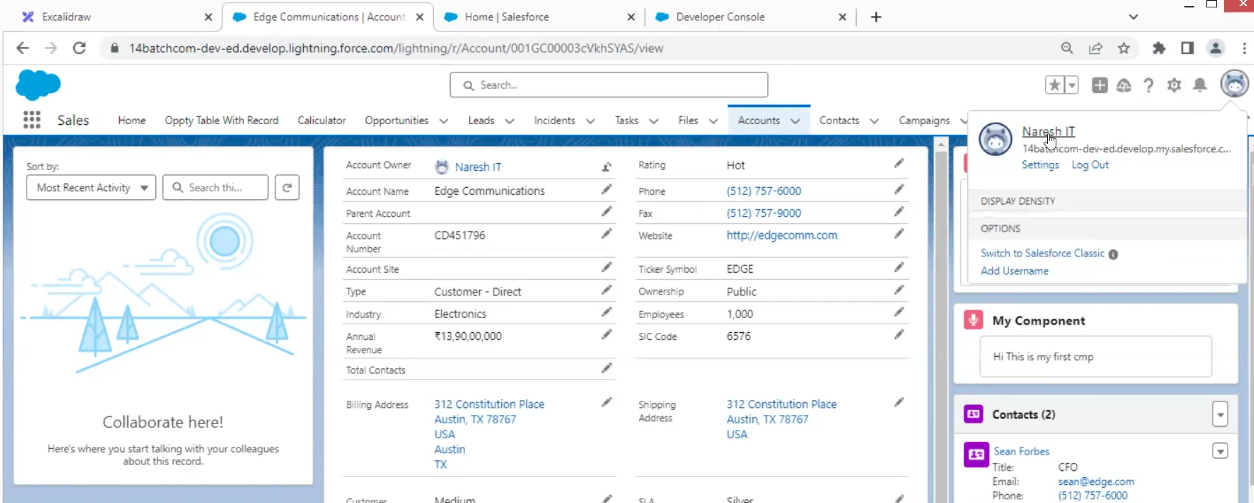 Excalidraw
Edge Communications | Account
Home | Salesforce
Developer Console
14batchcom-dev-ed.develop.lightning.force.com/lightning/r/Account/001GC00003cVkhSYAS/view
Search...
Sales
Home
Oppty Table With Record
Calculator
Opportunities
Leads
Incidents
Tasks
Files
Accounts
Contacts
Campaigns
Naresh IT
14batchcom-dev-ed.develop.my.salesforce.c...
Settings Log Out
DISPLAY DENSITY
OPTIONS
Switch to Salesforce Classic
Add Username
Sort by:
Most Recent Activity
Search thi...
Collaborate here!
Here's where you start talking with your colleagues
about this record.
Account Owner Naresh IT
Rating Hot
Account Name Edge Communications
Phone (512) 757-6000
Parent Account
Fax (512) 757-9000
Account
Number
CD451796
Website http://edgecomm.com
Account Site
Ticker Symbol EDGE
Type Customer - Direct
Ownership Public
Industry Electronics
Employees 1,000
Annual
Revenue
₹13,90,00,000
SIC Code 6576
Total Contacts
Billing Address
312 Constitution Place
Austin, TX 78767
USA
Austin
TX
Shipping
Address
312 Constitution Place
Austin, TX 78767
USA
Customer Medium
SLA Silver
My Component
Hi This is my first cmp
Contacts (2)
Sean Forbes
Title: CFO
Email: sean@edge.com
Phone: (512) 757-6000